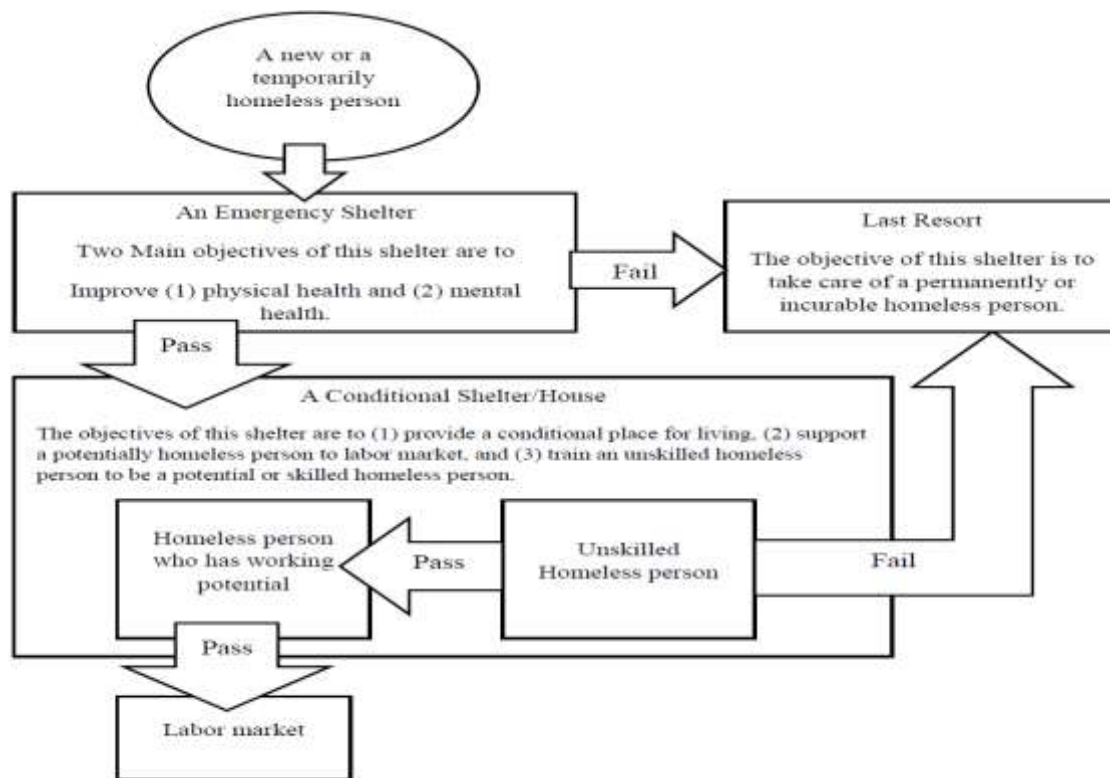 A new or a
temporarily
homeless person
An Emergency Shelter
Two Main objectives of this shelter are to
Improve (1) physical health and (2) mental
health.
Fail
Last Resort
The objective of this shelter is to
take care of a permanently or
incurable homeless person.
Pass
A Conditional Shelter/House
The objectives of this shelter are to (1) provide a conditional place for living, (2) support
a potentially homeless person to labor market, and (3) train an unskilled homeless
person to be a potential or skilled homeless person.
Homeless person
who has working
potential
Pass
Unskilled
Homeless person
Fail
Pass
Labor market